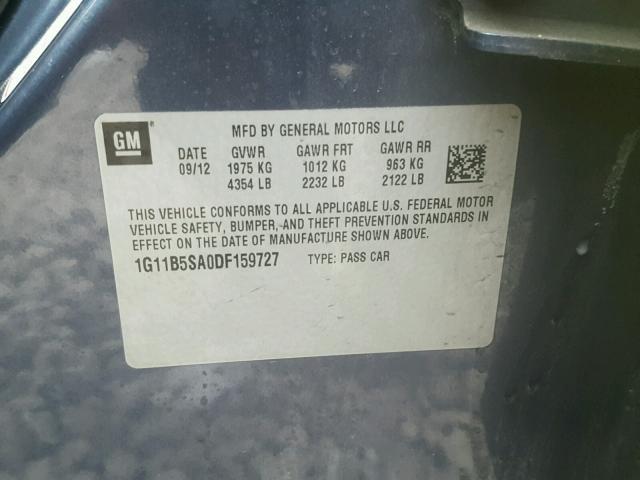 GM
MFD BY GENERAL MOTORS LLC
DATE GVWR GAWR FRT GAWR RR
09/12 1975 KG 1012 KG 963 KG
4354 LB 2232 LB 2122 LB
THIS VEHICLE CONFORMS TO ALL APPLICABLE U.S. FEDERAL MOTOR
VEHICLE SAFETY, BUMPER, AND THEFT PREVENTION STANDARDS IN
EFFECT ON THE DATE OF MANUFACTURE SHOWN ABOVE.
1G11B5SA0DF159727 TYPE: PASS CAR